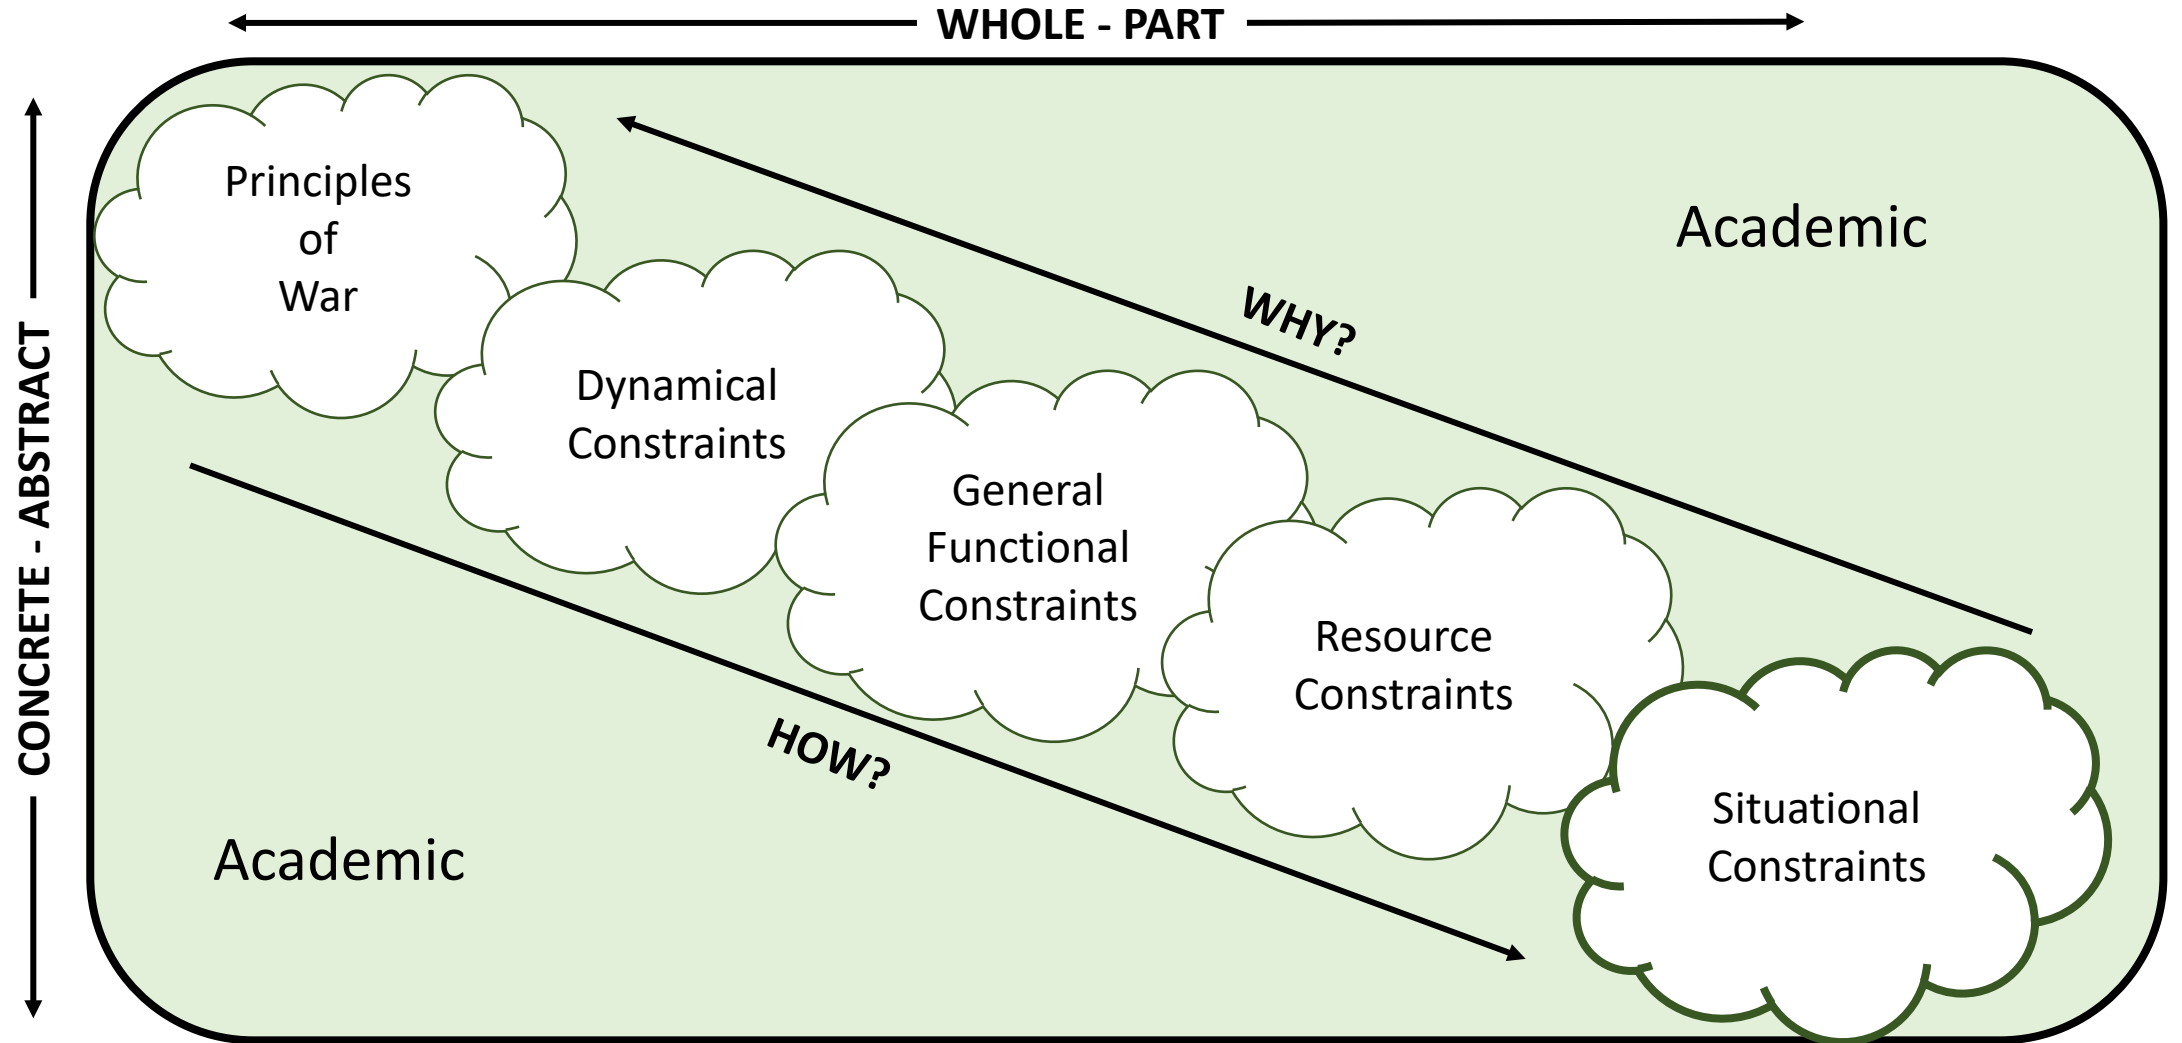 WHOLE - PART
CONCRETE - ABSTRACT
Principles
of
War
Academic
WHY?
Dynamical
Constraints
General
Functional
Constraints
Resource
Constraints
HOW?
Situational
Constraints
Academic